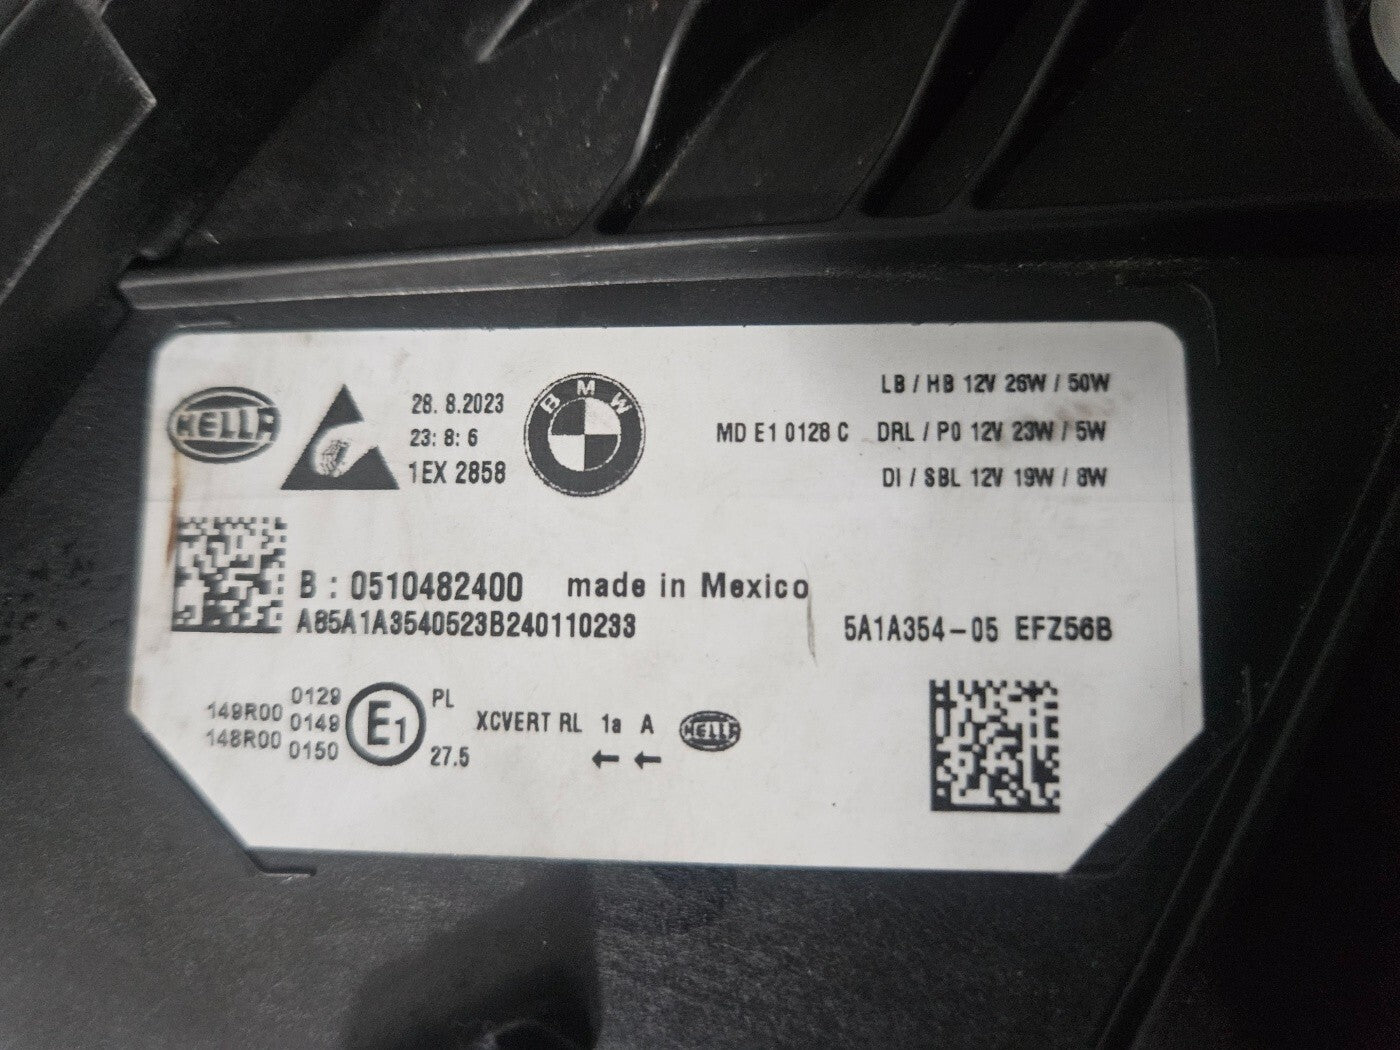 HELLA
28. 8.2023
23: 8: 6
1EX 2858
BMW
MD E1 0128 C
LB / HB 12V 26W / 50W
DRL / PO 12V 23W / 5W
DI / SBL 12V 19W / 8W
B : 0510482400 made in Mexico
A85A1A3540523B240110233
5A1A354-05 EFZ56B
0129
149R00 0149
148R00 0150
E1
PL
27.5
XCVERT RL 1a A
← ←
HELLA